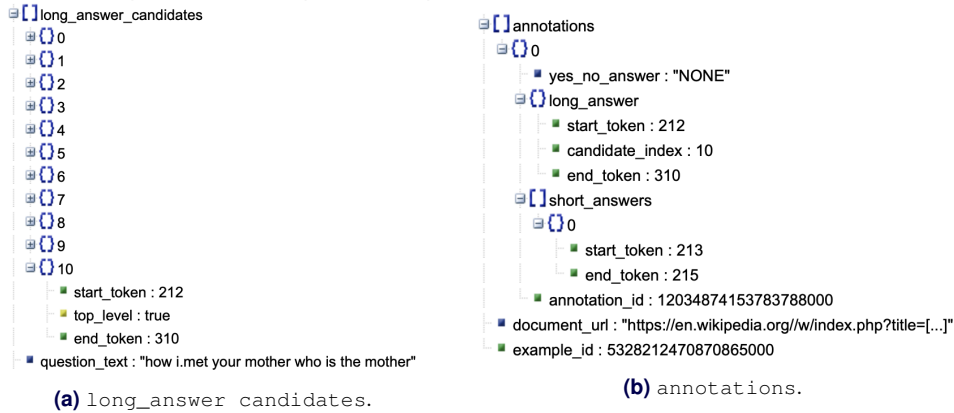 []long_answer_candidates
{}0
{}1
{}2
{}3
{}4
{}5
{}6
{}7
{}8
{}9
{}10
start_token : 212
top_level : true
end_token : 310
question_text : "how i.met your mother who is the mother"
(a) long_answer candidates.
[]annotations
{}0
yes_no_answer : "NONE"
{}long_answer
start_token : 212
candidate_index : 10
end_token : 310
[]short_answers
{}0
start_token : 213
end_token : 215
annotation_id : 12034874153783788000
document_url : "https://en.wikipedia.org//w/index.php?title=[...]"
example_id : 5328212470870865000
(b) annotations.